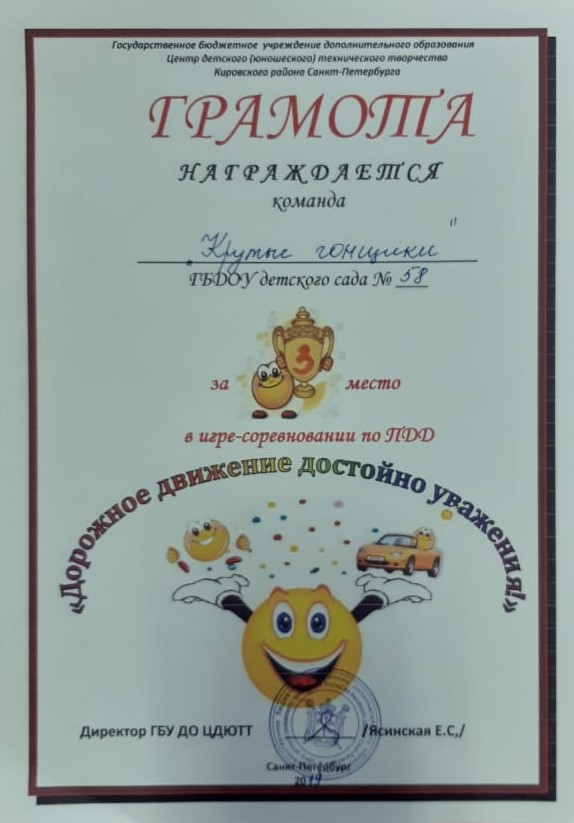 Государственное бюджетное учреждение дополнительного образования
Центр детского (юношеского) технического творчества
Кировского района Санкт-Петербурга
ГРАМОТА
НАГРАЖДАЕТСЯ
команда
„Крутые гонщики"
ГБДОУ детского сада № 58
3
за место
в игре-соревновании по ПДД
«Дорожное движение достойно уважения!»
Директор ГБУ ДО ЦДЮТТ /Ясинская Е.С,/
Санкт-Петербург
2019